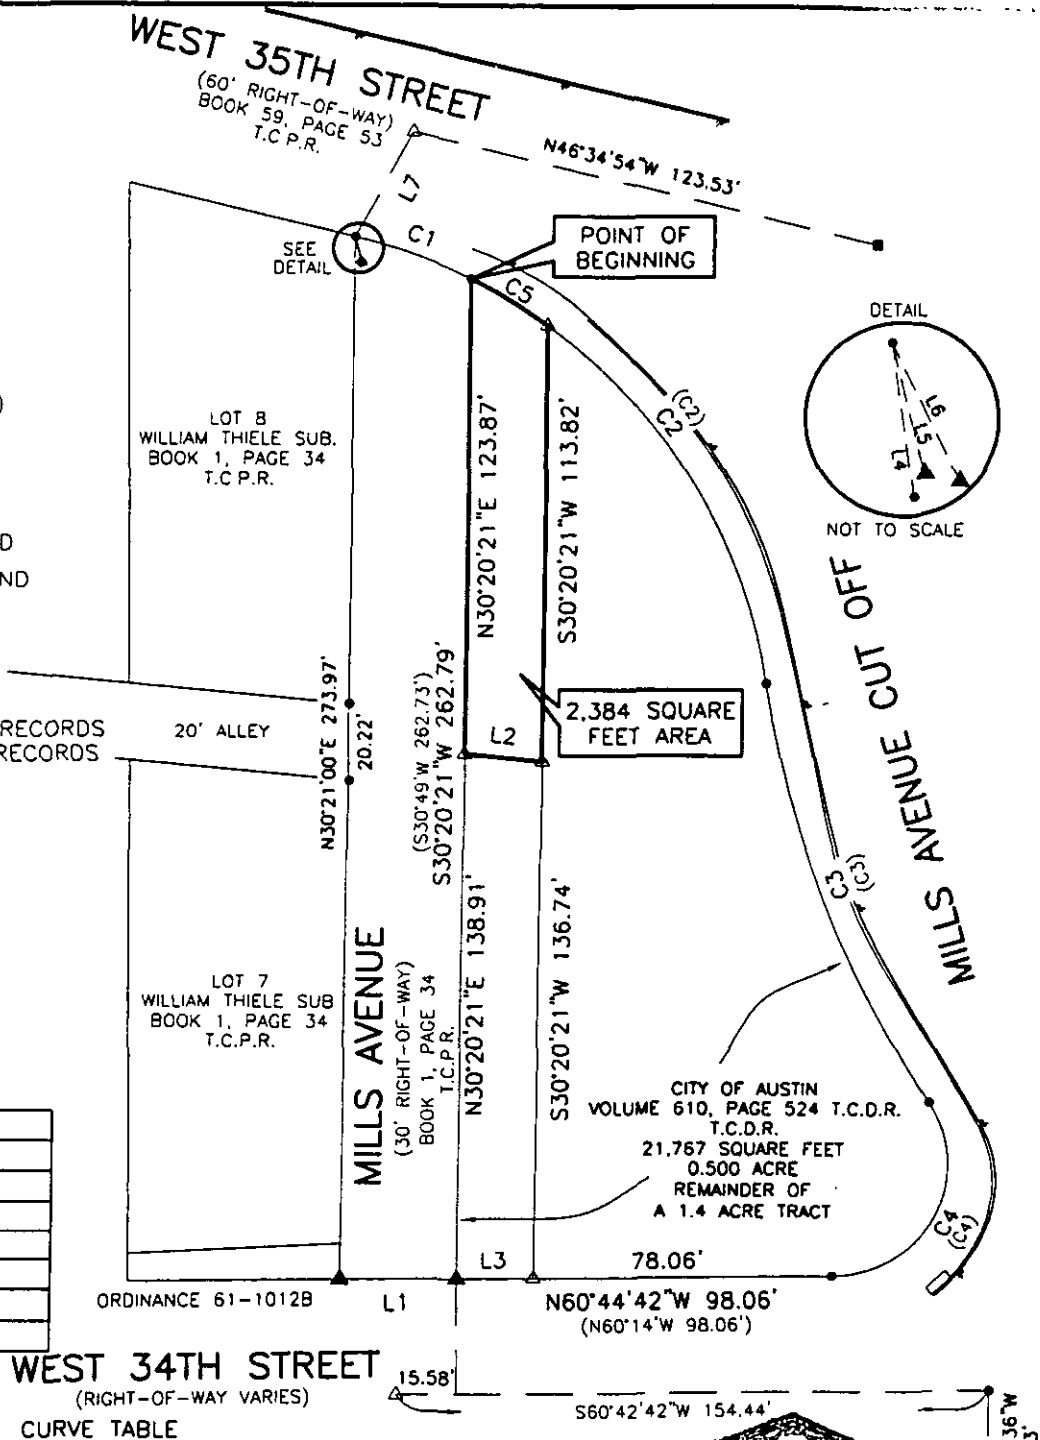 WEST 35TH STREET
(60' RIGHT-OF-WAY)
BOOK 59, PAGE 53
T.C P.R.
N46°34'54"W 123.53'
L7
C1
SEE
DETAIL
POINT OF
BEGINNING
C5
DETAIL
L6
L5
L4
NOT TO SCALE
(C2)
C2
LOT 8
WILLIAM THIELE SUB.
BOOK 1, PAGE 34
T.C P.R.
)
D
ND
N30°20'21"E 123.87'
S30°20'21"W 113.82'
MILLS AVENUE CUT OFF
RECORDS
RECORDS
20' ALLEY
N30°21'00"E 273.97'
20.22'
(S30°49'W 262.73')
S30°20'21"W 262.79'
L2
2,384 SQUARE
FEET AREA
C3
(C3)
LOT 7
WILLIAM THIELE SUB
BOOK 1, PAGE 34
T.C.P.R.
MILLS AVENUE
(30' RIGHT-OF-WAY)
BOOK 1, PAGE 34
T.C.P.R.
N30°20'21"E 138.91'
S30°20'21"W 136.74'
CITY OF AUSTIN
VOLUME 610, PAGE 524 T.C.D.R.
T.C.D.R.
21,767 SQUARE FEET
0.500 ACRE
REMAINDER OF
A 1.4 ACRE TRACT
C4
(C4)
L3
78.06'
ORDINANCE 61-1012B
L1
N60°44'42"W 98.06'
(N60°14'W 98.06')
WEST 34TH STREET
(RIGHT-OF-WAY VARIES)
15.58'
S60°42'42"W 154.44'
36"W
3'
CURVE TABLE